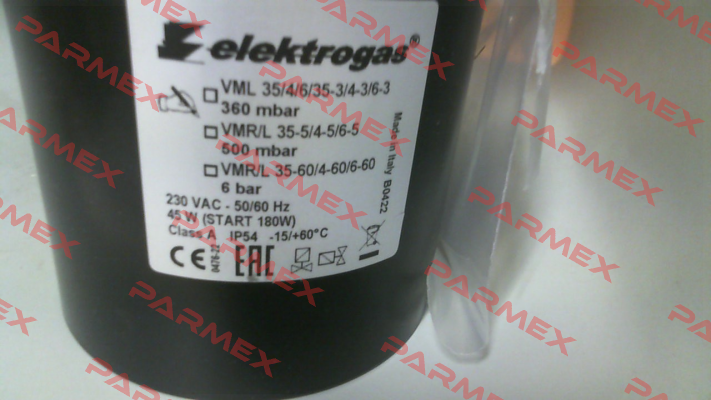 elektrogas®
VML 35/4/6/35-3/4-3/6-3
360 mbar
VMR/L 35-5/4-5/6-5
500 mbar
VMR/L 35-60/4-60/6-60
6 bar
230 VAC - 50/60 Hz
45 W (START 180W)
Class A IP54 -15/+60°C
CE 0476-22 EAC
Made in Italy B0422
PARMEX
PARMEX
PARMEX
PARMEX
PARMEX
PARMEX
PARMEX
PARMEX
PARMEX